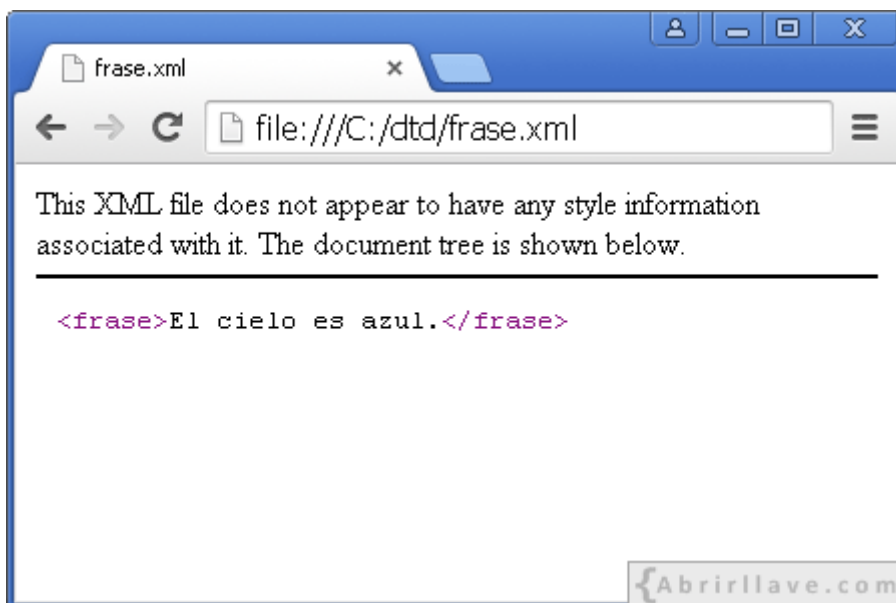 frase.xml
file:///C:/dtd/frase.xml
This XML file does not appear to have any style information
associated with it. The document tree is shown below.
<frase>El cielo es azul.</frase>
{Abrirllave.com